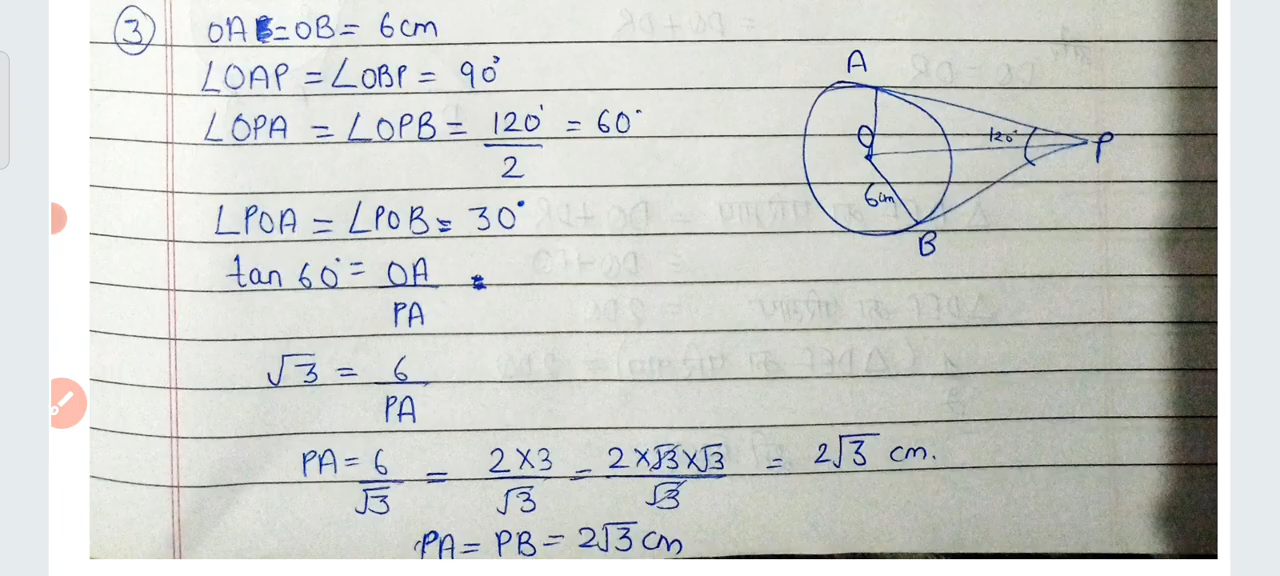 ③ OA = OB = 6cm
∠OAP = ∠OBP = 90°
∠OPA = ∠OPB = 120°/2 = 60°
∠POA = ∠POB = 30°
tan 60° = OA/PA
√3 = 6/PA
PA = 6/√3 = 2×3/√3 = 2×√3×√3/√3 = 2√3 cm.
PA = PB = 2√3 cm
A
O
120°
P
6cm
B